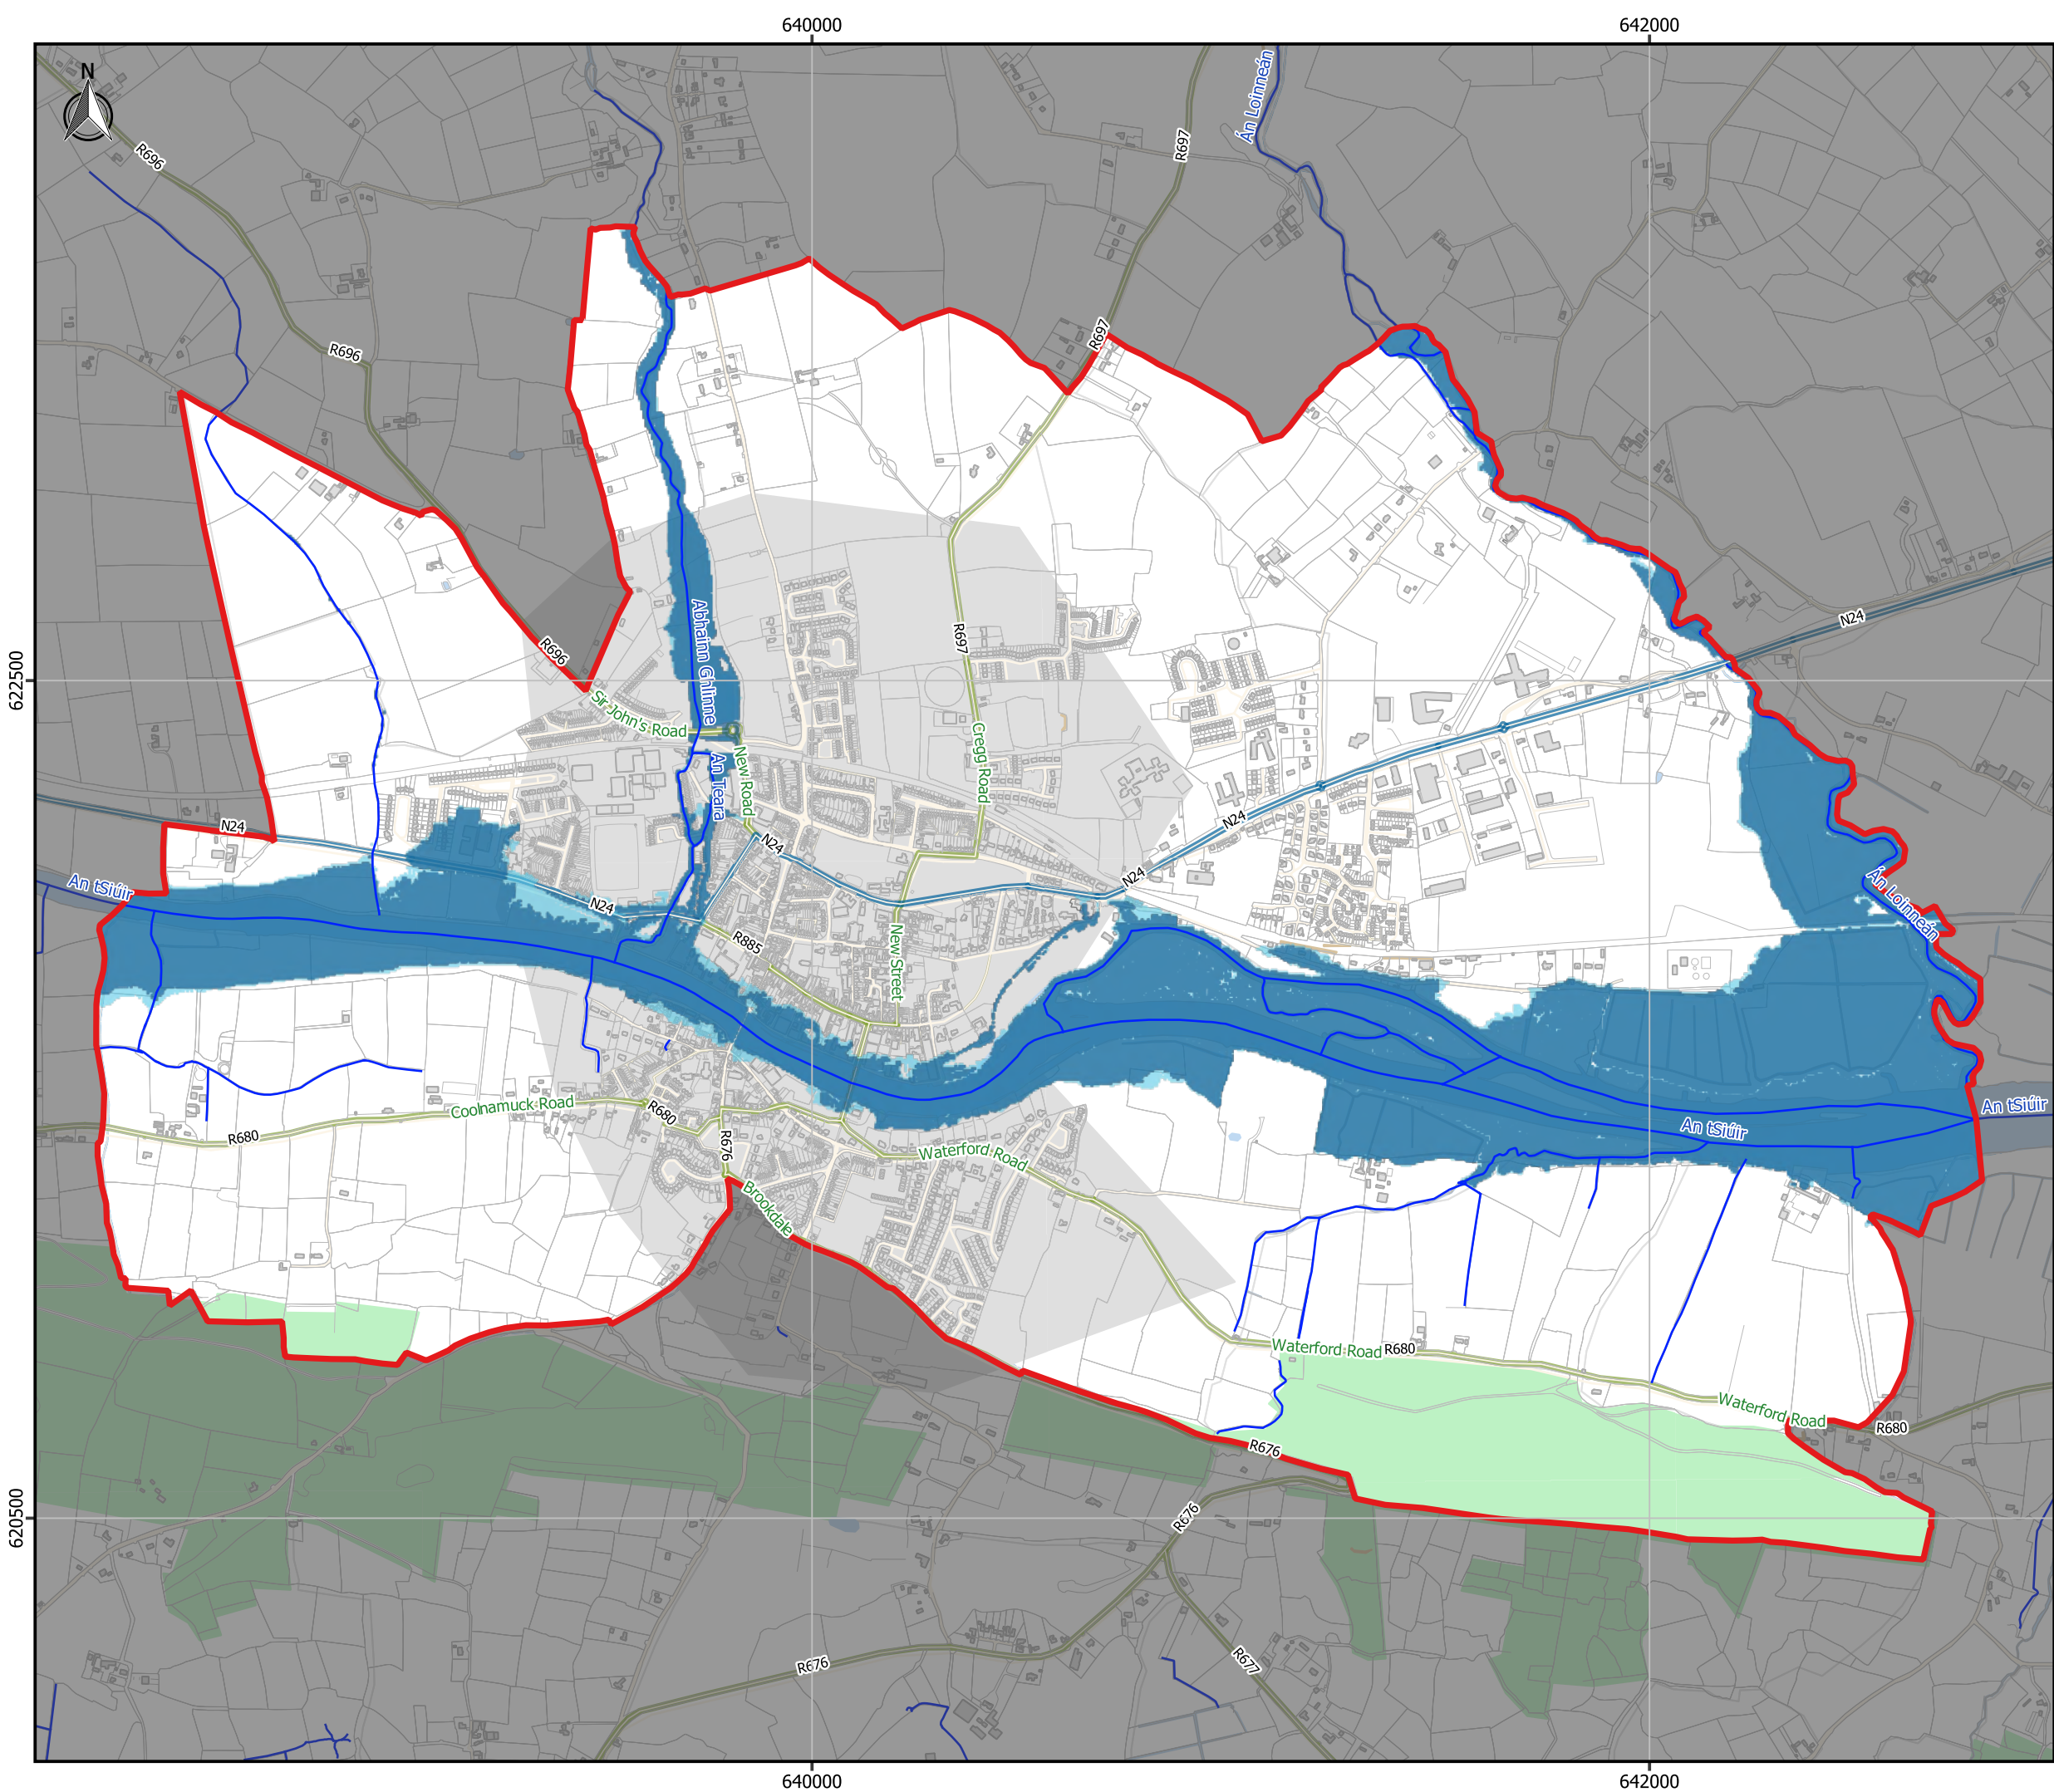 640000
642000
N
Án Loinneán
R697
R696
R697
R696
N24
622500
R696
R697
Abhainn Ghlinne
Sir John's Road
Cregg Road
New Road
An Teara
N24
N24
N24
N24
An tSiúir
N24
Án Loinneán
R885
New Street
An tSiúir
Coolnamuck Road
R680
An tSiúir
R680
R676
Waterford Road
Brookdale
Waterford Road
R680
Waterford Road
R680
R676
620500
R676
R677
R676
640000
642000